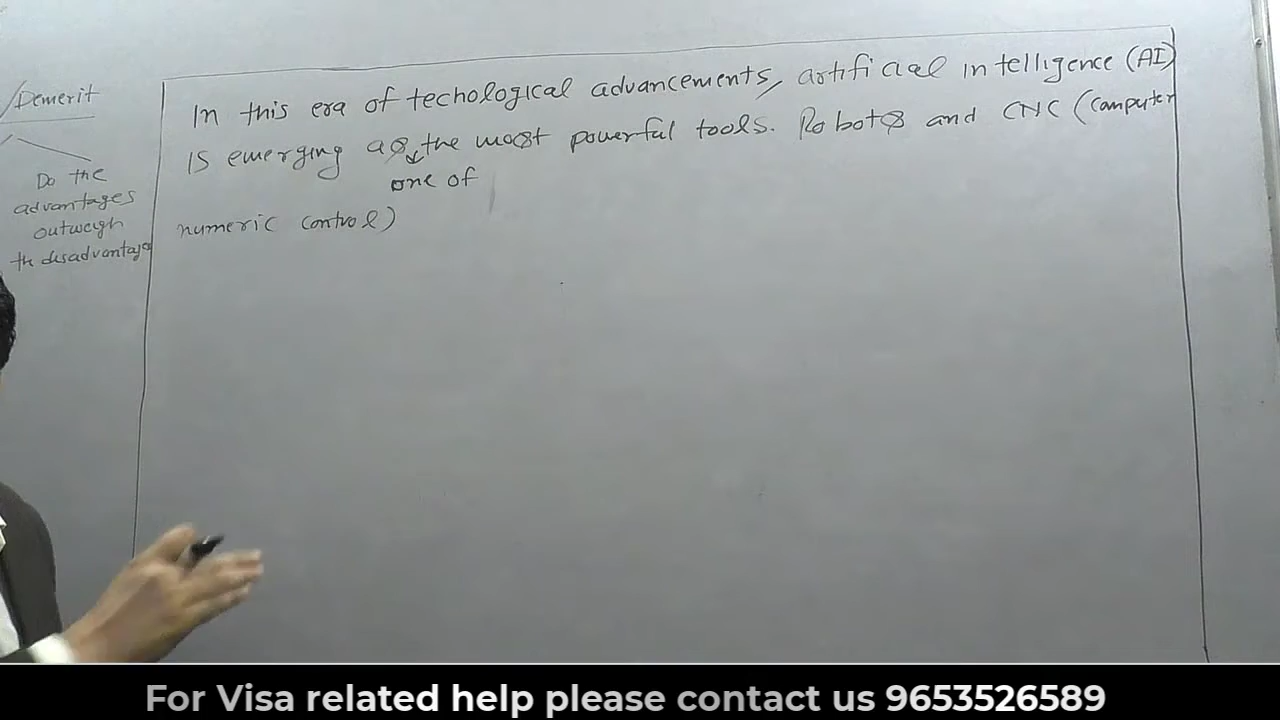 /Demerit
Do the
advantages
outweigh
the disadvantage
In this era of techological advancements, artificial intelligence (AI)
is emerging as the most powerful tools. Robots and CNC (Computer
one of
numeric control)
For Visa related help please contact us 9653526589